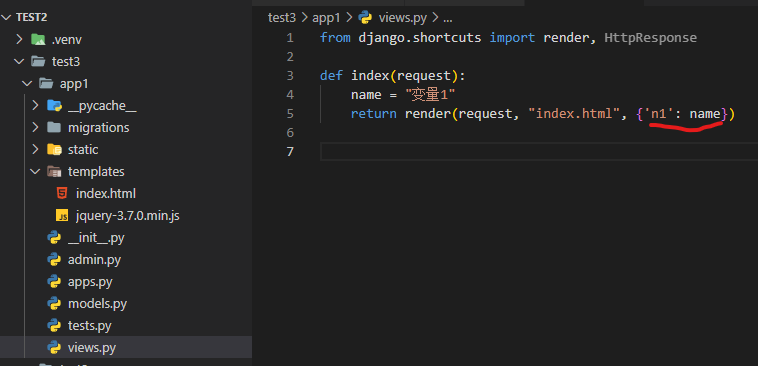 TEST2
.venv
test3
app1
__pycache__
migrations
static
templates
index.html
JS jquery-3.7.0.min.js
__init__.py
admin.py
apps.py
models.py
tests.py
views.py
test3 > app1 > views.py > ...
1 from django.shortcuts import render, HttpResponse
2
3 def index(request):
4 name = "变量1"
5 return render(request, "index.html", {'n1': name})
6
7